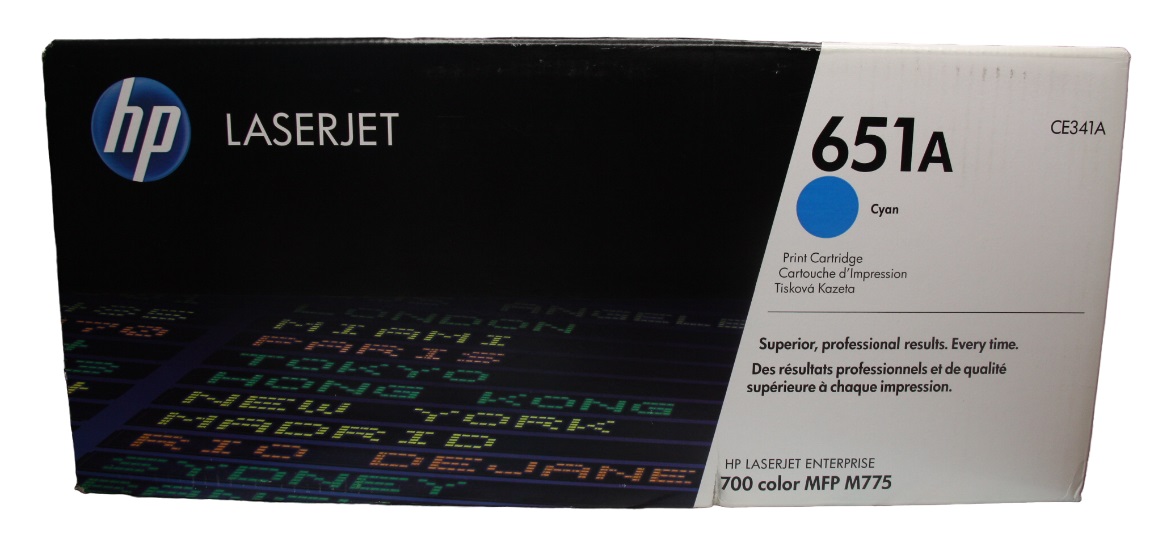 hp
LASERJET
651A
CE341A
Cyan
Print Cartridge
Cartouche d'Impression
Tisková Kazeta
Superior, professional results. Every time.
Des résultats professionnels et de qualité
supérieure à chaque impression.
HP LASERJET ENTERPRISE
700 color MFP M775
LONDON
MIAMI
PARIS
TOKYO
HONG KONG
NEW YORK
MADRID
RIO DEJANE
SYDNEY